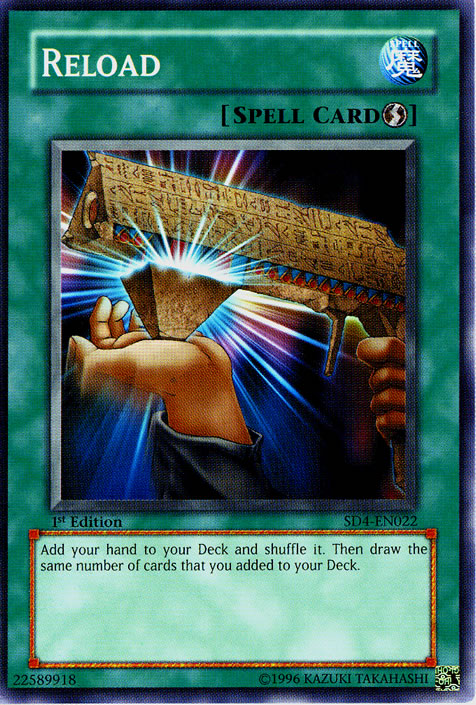 RELOAD
SPELL
魔
[SPELL CARD]
1st Edition
SD4-EN022
Add your hand to your Deck and shuffle it. Then draw the
same number of cards that you added to your Deck.
22589918
©1996 KAZUKI TAKAHASHI